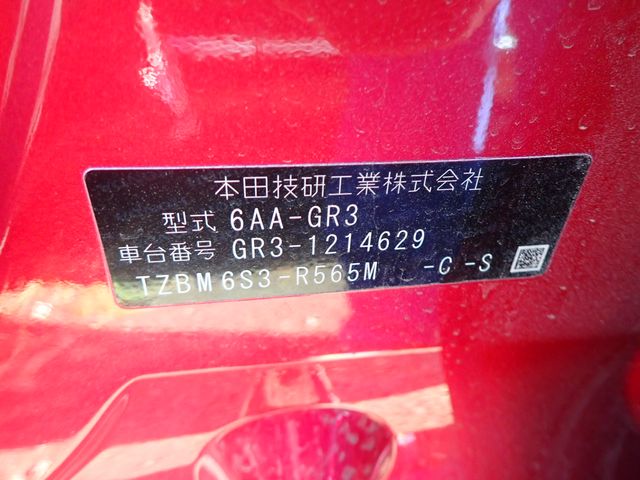 本田技研工業株式会社
型式 6AA-GR3
車台番号 GR3-1214629
TZBM6S3-R565M -C -S